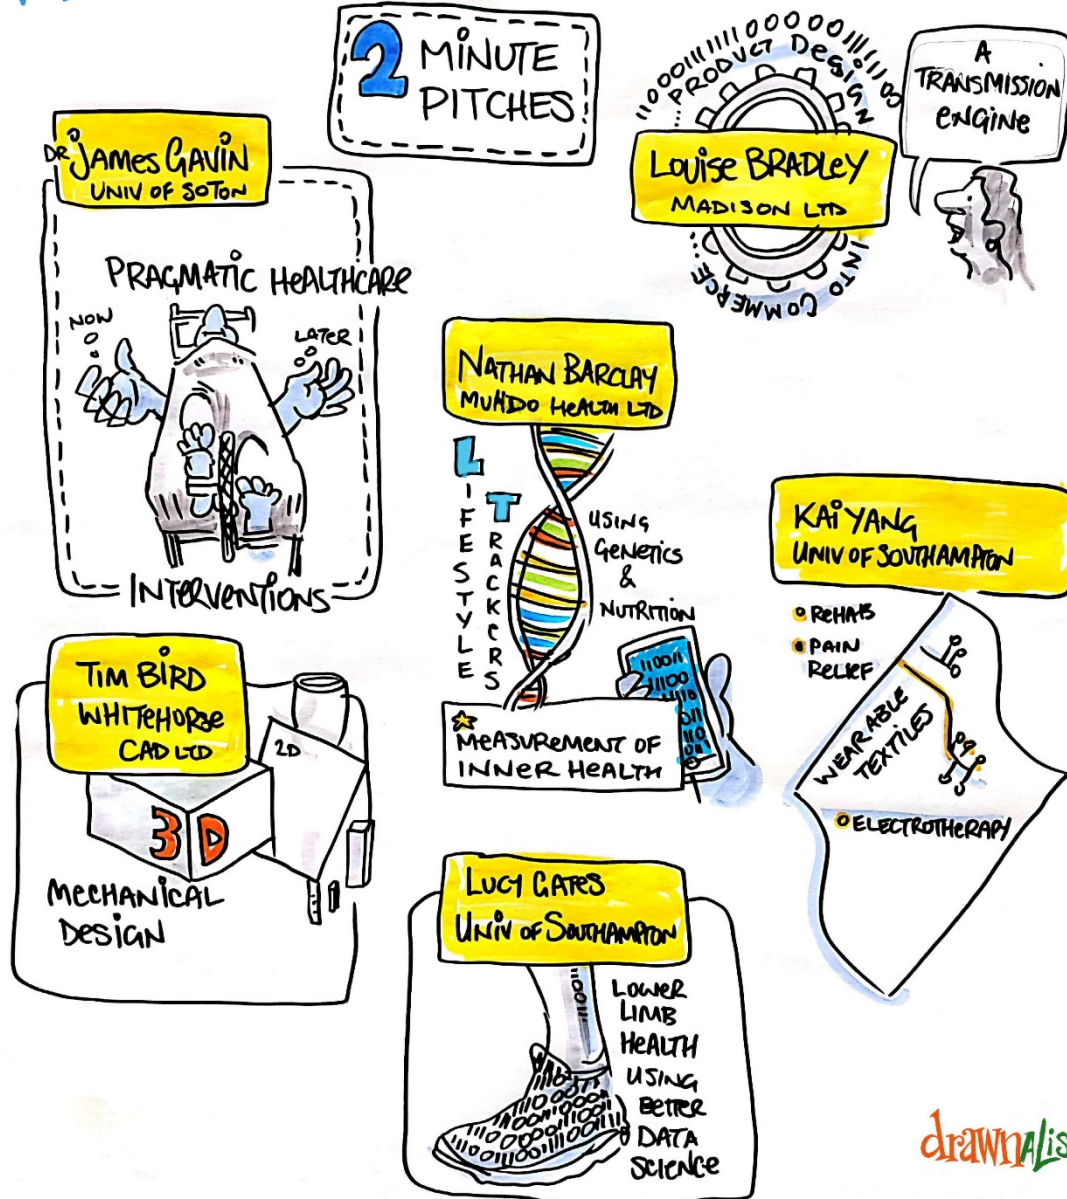 2 MINUTE
PITCHES
DR JAMES GAVIN
UNIV OF SOTON
PRAGMATIC HEALTHCARE
NOW
LATER
INTERVENTIONS
PRODUCT DESIGN
INTO COMMERCE...
LOUISE BRADLEY
MADISON LTD
A
TRANSMISSION
ENGINE
NATHAN BARCLAY
MUHDO HEALTH LTD
LIFESTYLE
TRACKERS
USING
GENETICS
&
NUTRITION
110011
11100
MEASUREMENT OF
INNER HEALTH
KAI YANG
UNIV OF SOUTHAMPTON
REHAB
PAIN
RELIEF
WEARABLE
TEXTILES
ELECTROTHERAPY
TIM BIRD
WHITEHORSE
CAD LTD
2D
3D
MECHANICAL
DESIGN
LUCY GATES
UNIV OF SOUTHAMPTON
LOWER
LIMB
HEALTH
USING
BETTER
DATA
SCIENCE
drawnalis